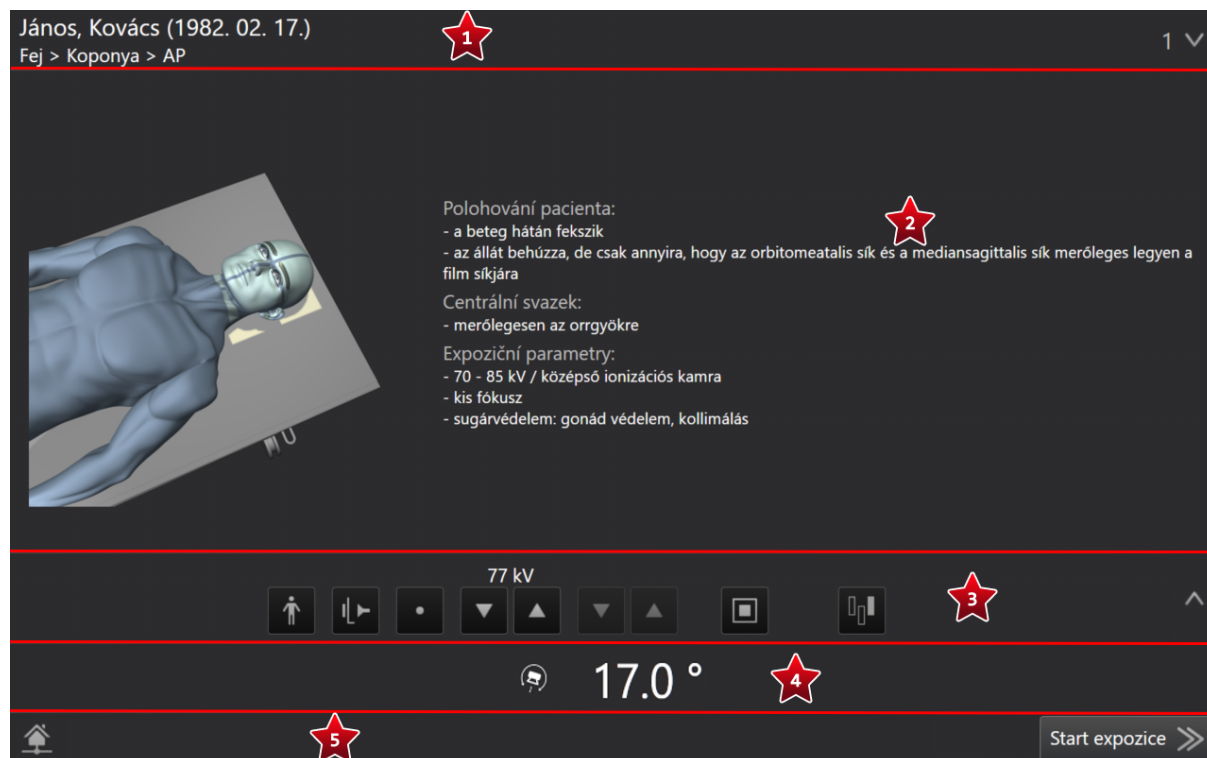 János, Kovács (1982. 02. 17.)
1
1
Fej > Koponya > AP
Polohování pacienta:
2
- a beteg hátán fekszik
- az állát behúzza, de csak annyira, hogy az orbitomeatalis sík és a mediansagittalis sík merőleges legyen a
film síkjára
Centrální svazek:
- merőlegesen az orrgyökre
Expoziční parametry:
- 70 - 85 kV / középső ionizációs kamra
- kis fókusz
- sugárvédelem: gonád védelem, kollimálás
77 kV
3
17.0 °
4
5
Start expozice